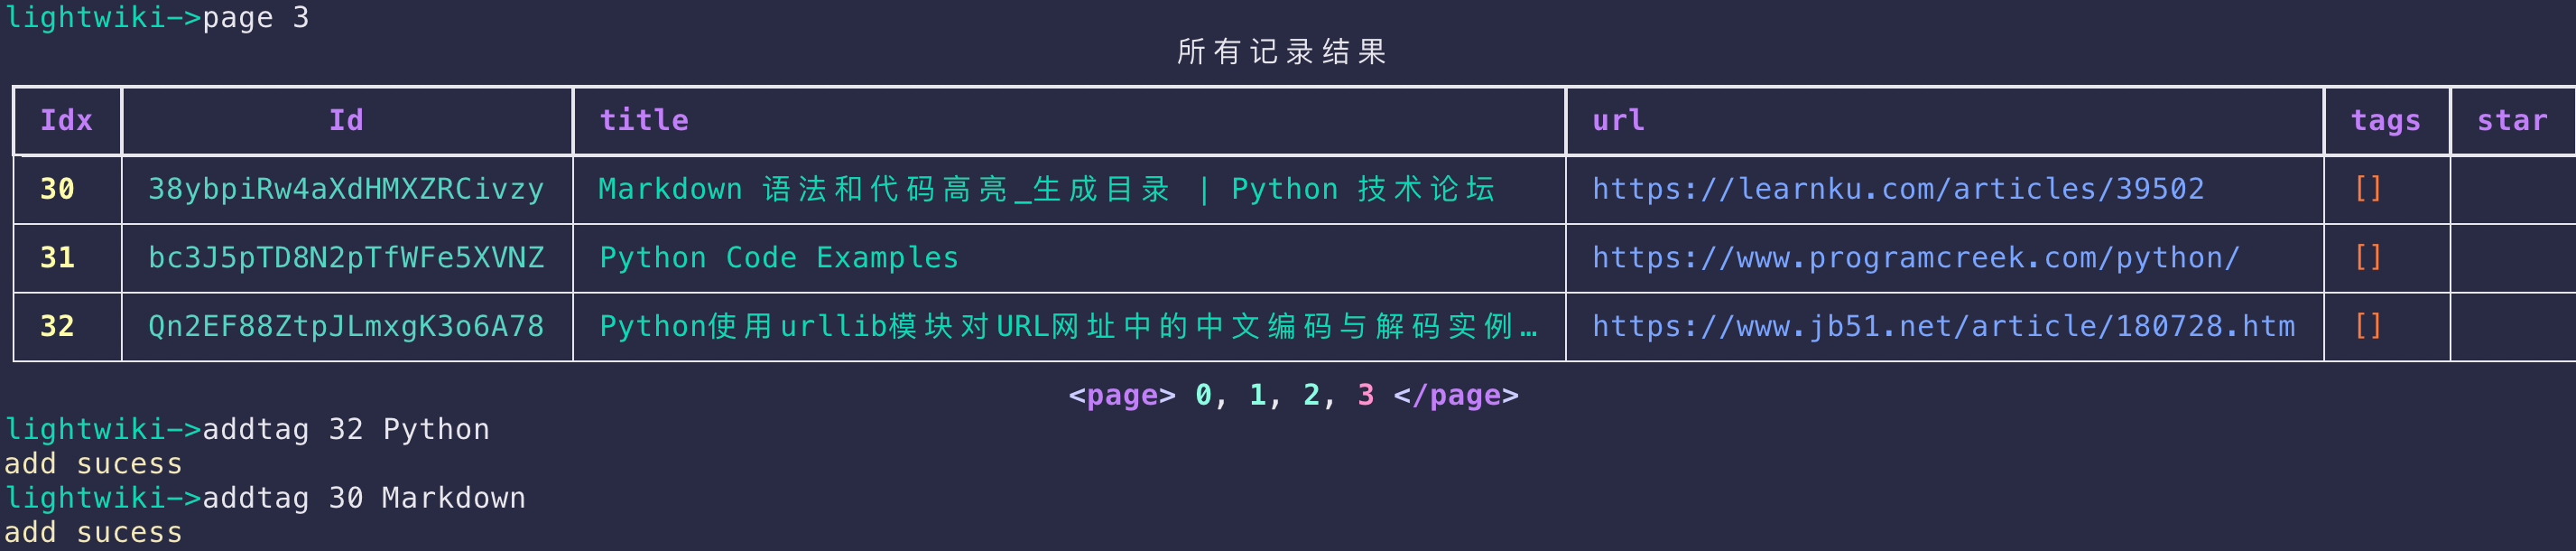 lightwiki->page 3
所有记录结果
Idx Id title url tags star
30 38ybpiRw4aXdHMXZRCivzy Markdown 语法和代码高亮_生成目录 | Python 技术论坛 https://learnku.com/articles/39502 []
31 bc3J5pTD8N2pTfWFe5XVNZ Python Code Examples https://www.programcreek.com/python/ []
32 Qn2EF88ZtpJLmxgK3o6A78 Python使用urllib模块对URL网址中的中文编码与解码实例… https://www.jb51.net/article/180728.htm []
<page> 0, 1, 2, 3 </page>
lightwiki->addtag 32 Python
add sucess
lightwiki->addtag 30 Markdown
add sucess